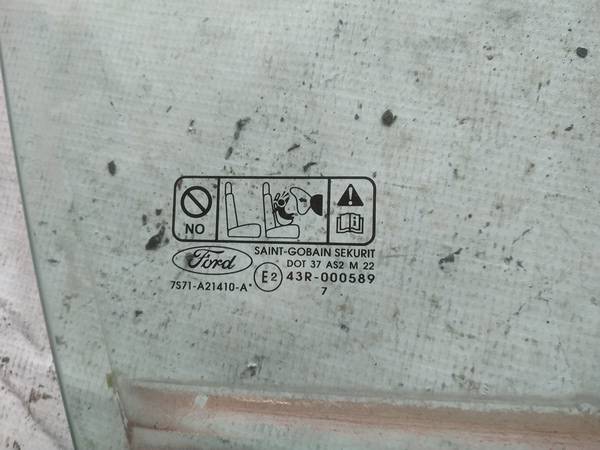 NO
Ford
SAINT-GOBAIN SEKURIT
DOT 37 AS2 M 22
7S71-A21410-A*
E2
43R-000589
7